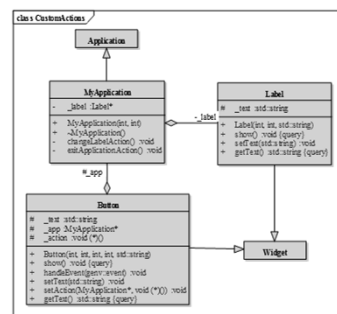 class CustomActions
Application
MyApplication
- _label :Label*
+ MyApplication(int, int)
+ ~MyApplication()
- changeLabelAction() :void
- exitApplicationAction() :void
Label
# _text :std::string
+ Label(int, int, std::string)
+ show() :void {query}
+ setText(std::string) :void
+ getText() :std::string {query}
-_label
#_app
Button
# _text :std::string
# _app :MyApplication*
# _action :void (*)()
+ Button(int, int, int, int, std::string)
+ show() :void {query}
+ handleEvent(genv::event) :void
+ setText(std::string) :void
+ setAction(MyApplication*, void (*)()) :void
+ getText() :std::string {query}
Widget